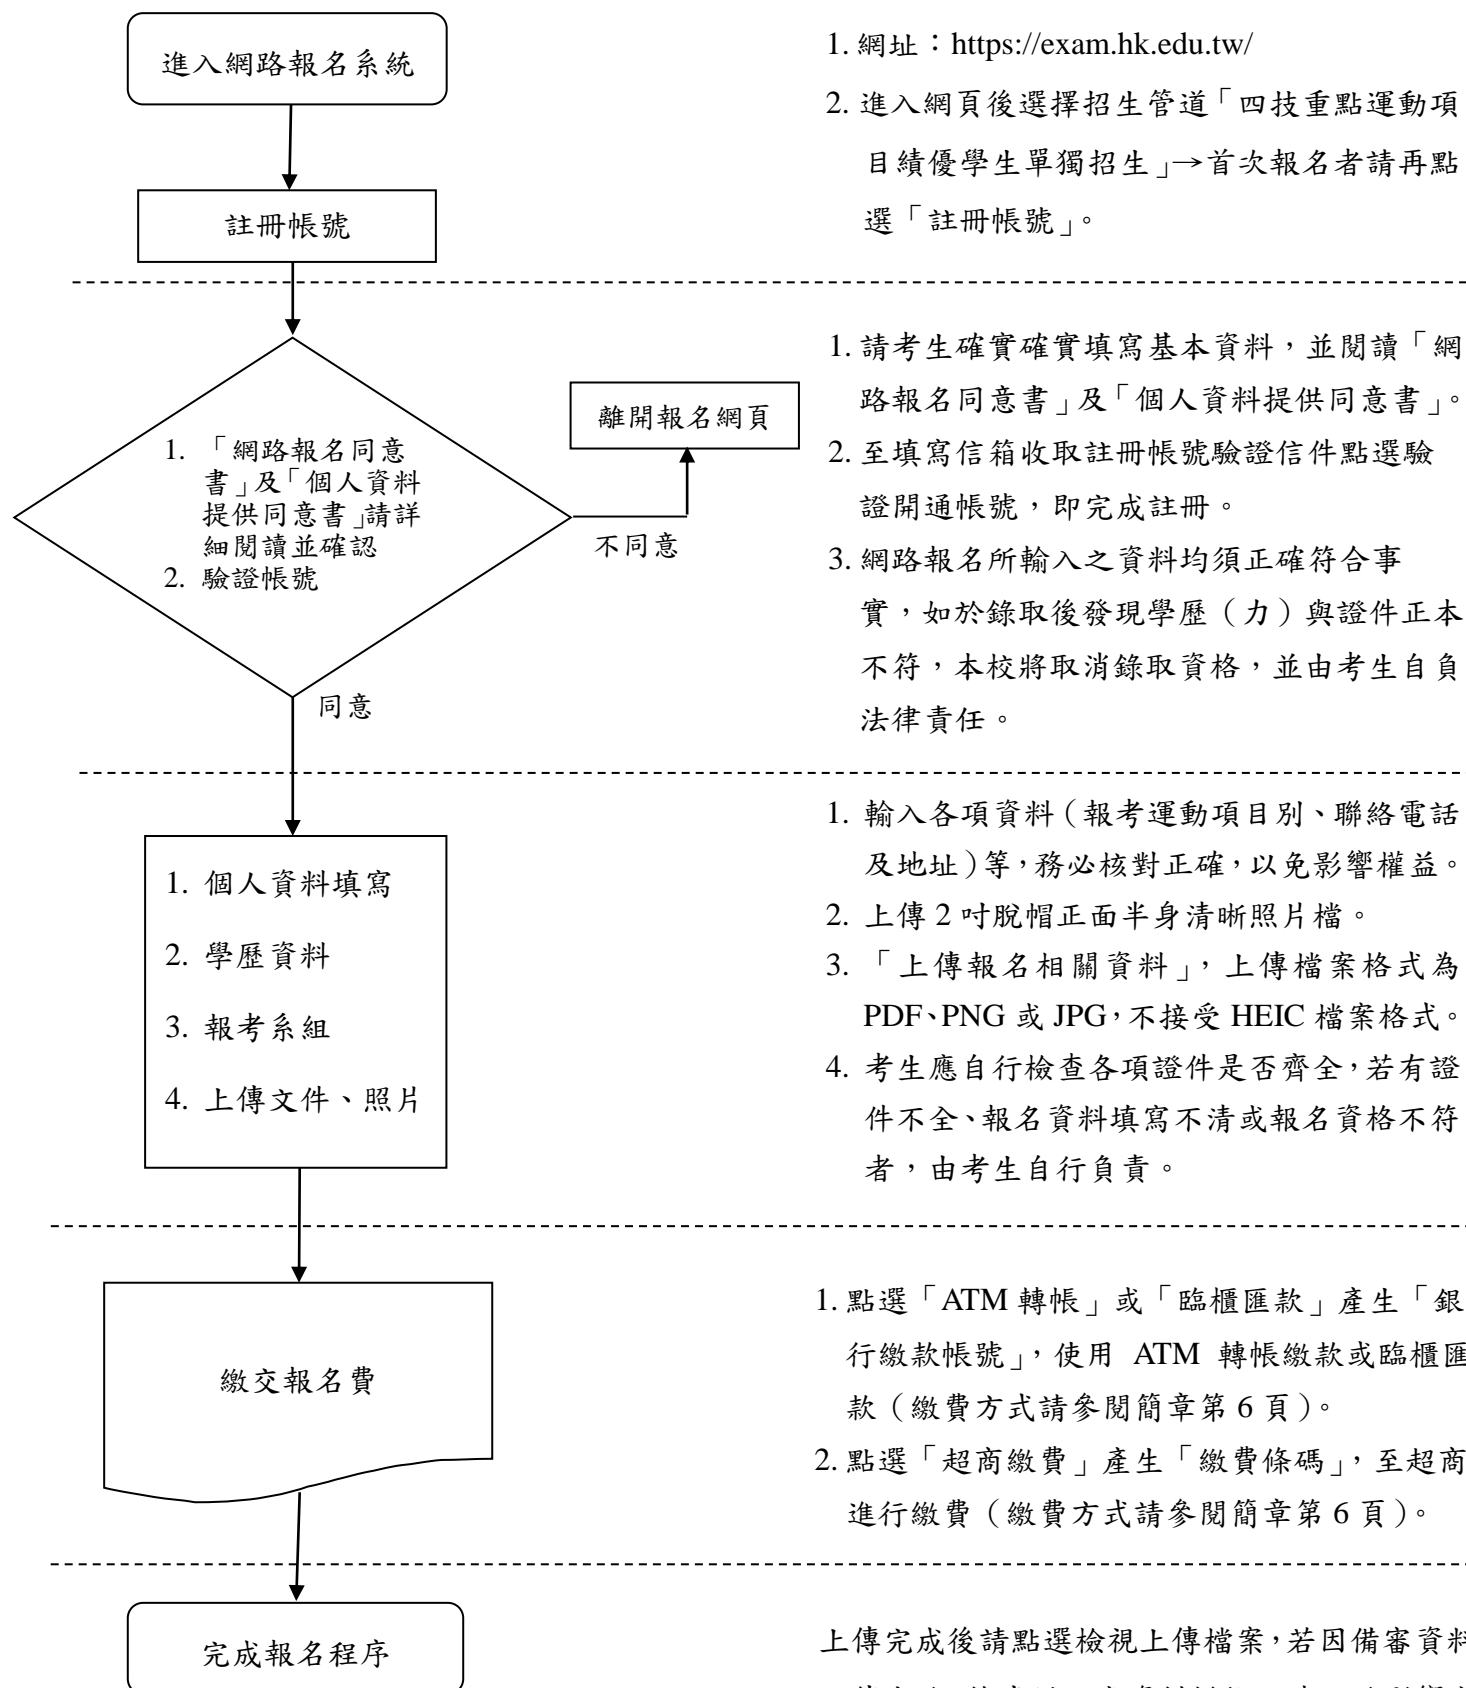 進入網路報名系統
1. 網址：https://exam.hk.edu.tw/
2. 進入網頁後選擇招生管道「四技重點運動項
目績優學生單獨招生」→首次報名者請再點
選「註冊帳號」。
註冊帳號
1. 「網路報名同意
書」及「個人資料
提供同意書」請詳
細閱讀並確認
2. 驗證帳號
離開報名網頁
不同意
同意
1. 請考生確實確實填寫基本資料，並閱讀「網
路報名同意書」及「個人資料提供同意書」。
2. 至填寫信箱收取註冊帳號驗證信件點選驗
證開通帳號，即完成註冊。
3. 網路報名所輸入之資料均須正確符合事
實，如於錄取後發現學歷（力）與證件正本
不符，本校將取消錄取資格，並由考生自負
法律責任。
1. 個人資料填寫
2. 學歷資料
3. 報考系組
4. 上傳文件、照片
1. 輸入各項資料（報考運動項目別、聯絡電話
及地址）等，務必核對正確，以免影響權益。
2. 上傳 2 吋脫帽正面半身清晰照片檔。
3. 「上傳報名相關資料」，上傳檔案格式為
PDF、PNG 或 JPG，不接受 HEIC 檔案格式。
4. 考生應自行檢查各項證件是否齊全，若有證
件不全、報名資料填寫不清或報名資格不符
者，由考生自行負責。
繳交報名費
1. 點選「ATM 轉帳」或「臨櫃匯款」產生「銀
行繳款帳號」，使用 ATM 轉帳繳款或臨櫃匯
款（繳費方式請參閱簡章第 6 頁）。
2. 點選「超商繳費」產生「繳費條碼」，至超商
進行繳費（繳費方式請參閱簡章第 6 頁）。
完成報名程序
上傳完成後請點選檢視上傳檔案，若因備審資料